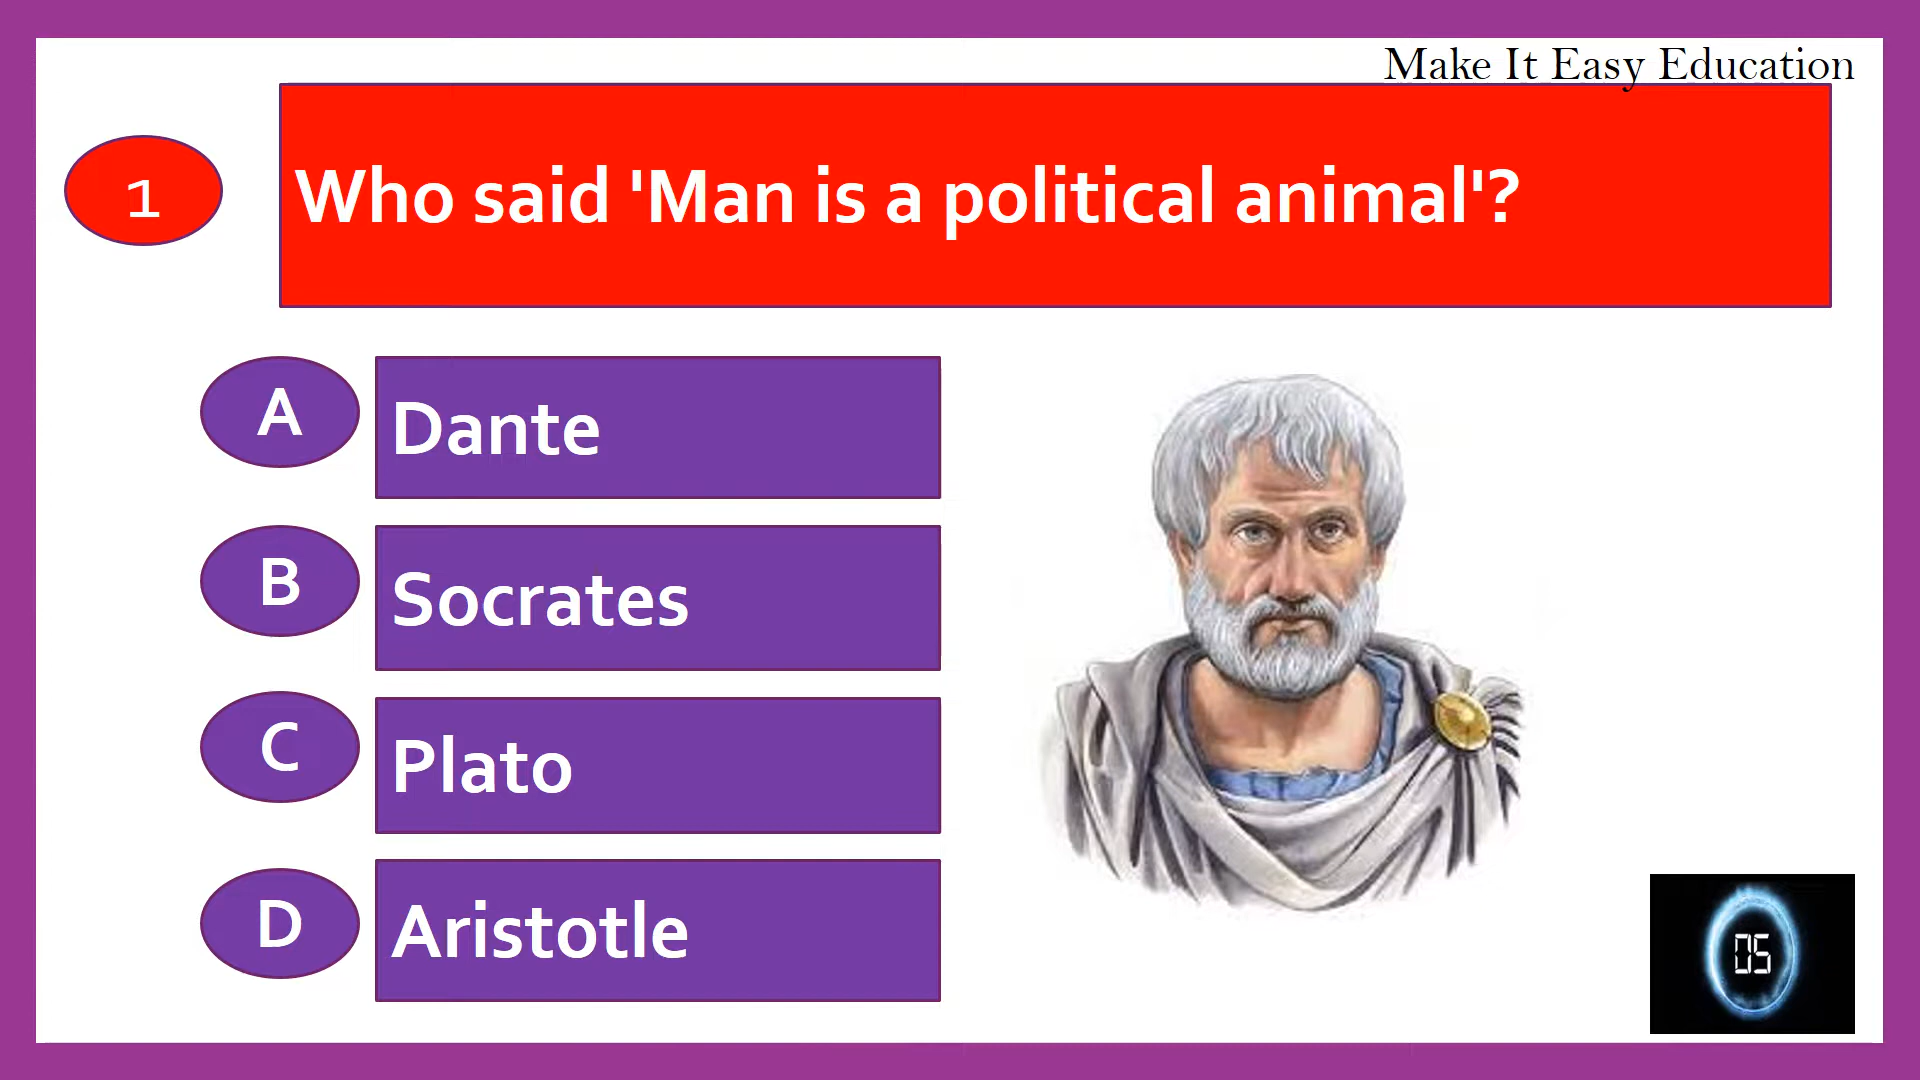 Make It Easy Education
1
Who said 'Man is a political animal'?
A
Dante
B
Socrates
C
Plato
D
Aristotle
05